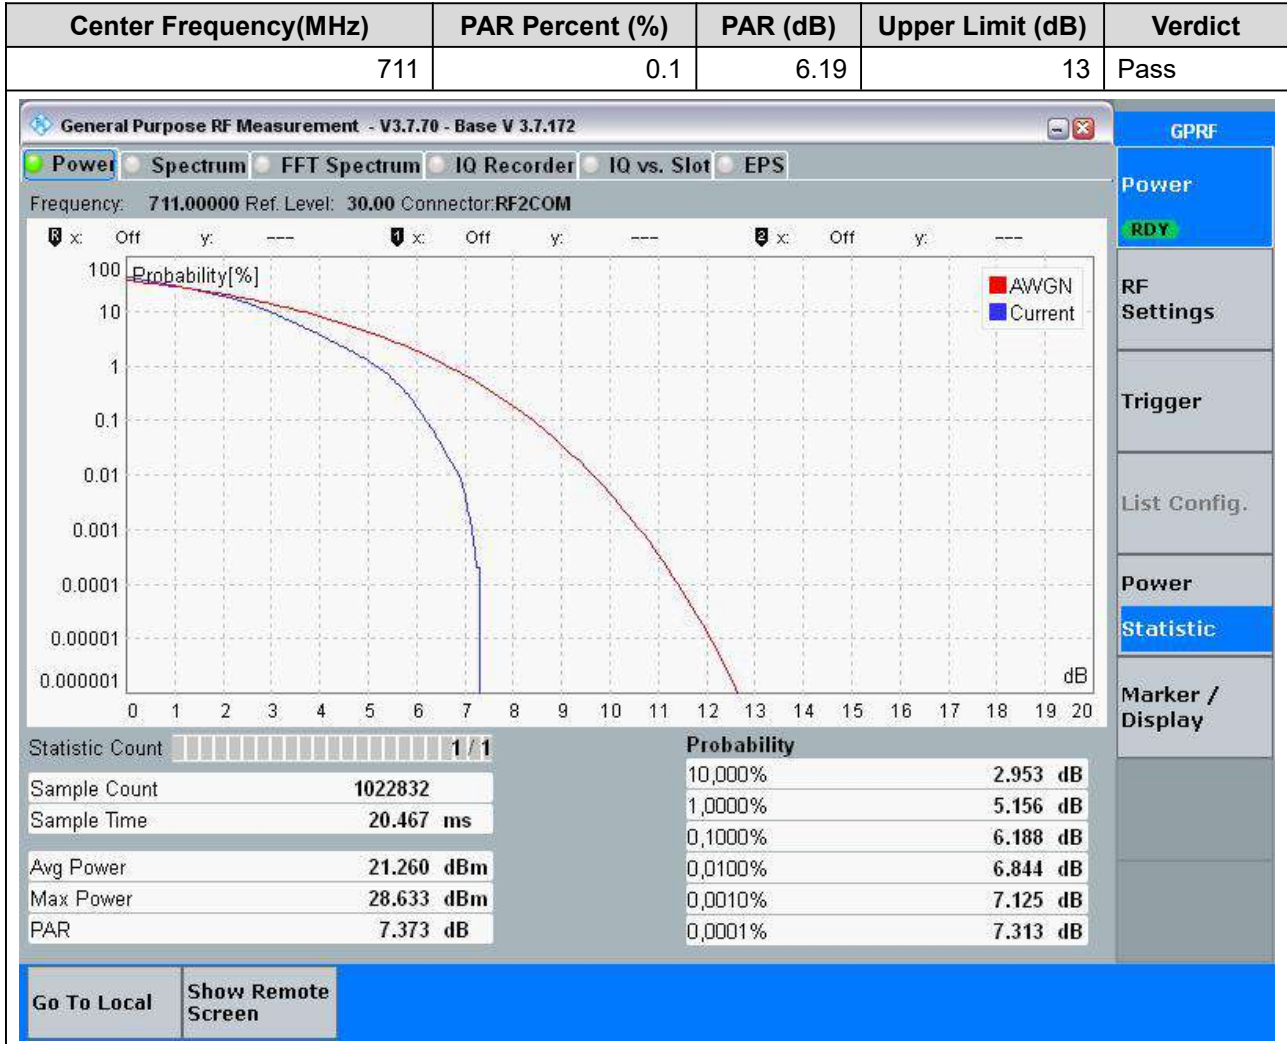 Center Frequency(MHz) PAR Percent (%) PAR (dB) Upper Limit (dB) Verdict
711 0.1 6.19 13 Pass
General Purpose RF Measurement - V3.7.70 - Base V 3.7.172
GPRF
Power Spectrum FFT Spectrum IQ Recorder IQ vs. Slot EPS
Power
RDY
Frequency: 711.00000 Ref. Level: 30.00 Connector:RF2COM
R x: Off y: --- 1 x: Off y: --- 2 x: Off y: ---
Probability[%]
AWGN
Current
100
10
1
0.1
0.01
0.001
0.0001
0.00001
0.000001
dB
0 1 2 3 4 5 6 7 8 9 10 11 12 13 14 15 16 17 18 19 20
RF
Settings
Trigger
List Config.
Power
Statistic
Marker /
Display
Statistic Count 1 / 1
Sample Count 1022832
Sample Time 20.467 ms
Avg Power 21.260 dBm
Max Power 28.633 dBm
PAR 7.373 dB
Probability
10,000% 2.953 dB
1,0000% 5.156 dB
0,1000% 6.188 dB
0,0100% 6.844 dB
0,0010% 7.125 dB
0,0001% 7.313 dB
Go To Local
Show Remote
Screen